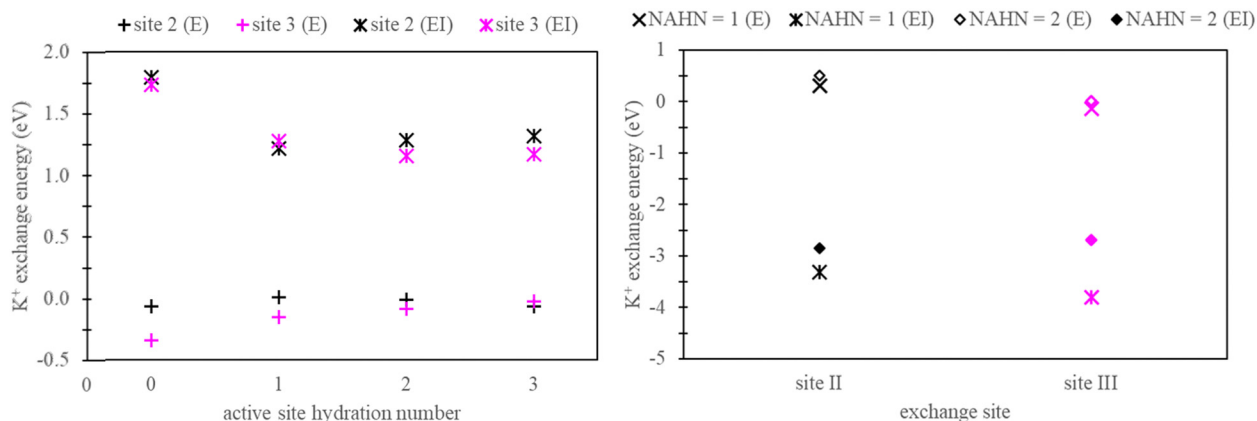 site 2 (E) site 3 (E) site 2 (EI) site 3 (EI)
2.0
1.5
1.0
0.5
0.0
-0.5
K⁺ exchange energy (eV)
0 0 1 2 3
active site hydration number
NAHN = 1 (E) NAHN = 1 (EI) NAHN = 2 (E) NAHN = 2 (EI)
1
0
-1
-2
-3
-4
-5
K⁺ exchange energy (eV)
site II site III
exchange site